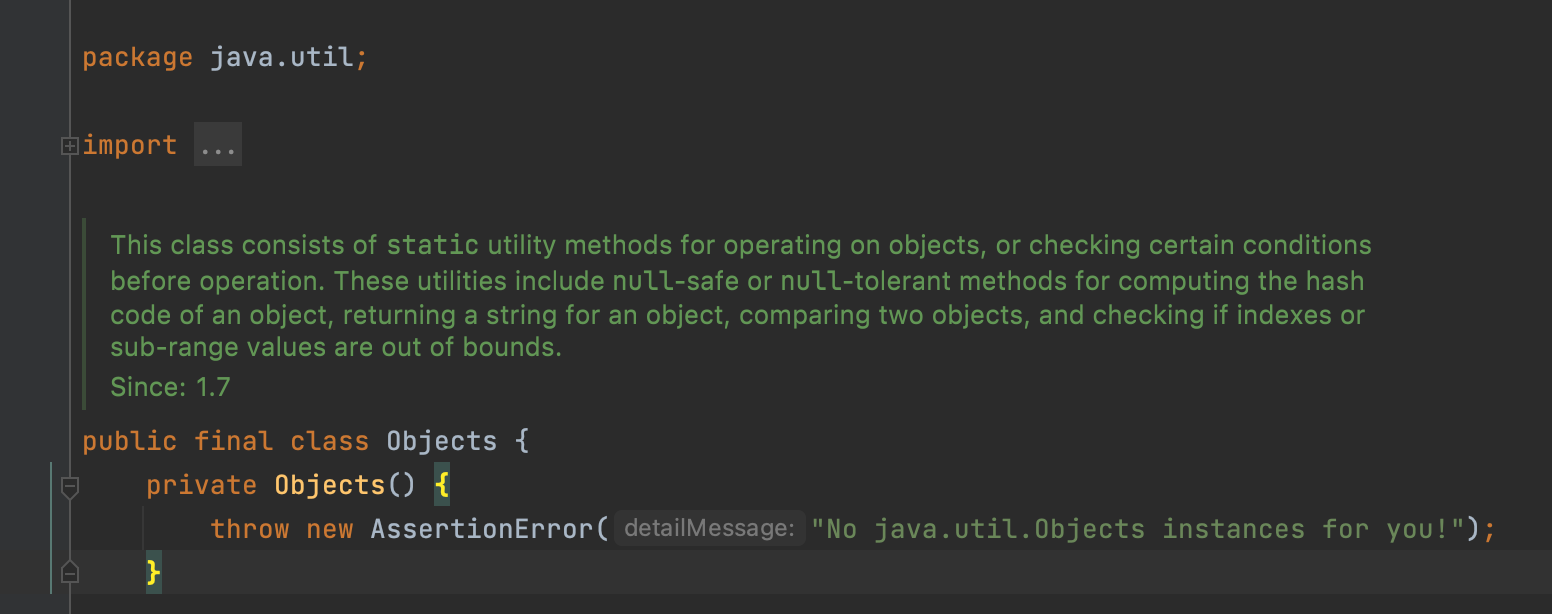 package java.util;
import ...
This class consists of static utility methods for operating on objects, or checking certain conditions
before operation. These utilities include null-safe or null-tolerant methods for computing the hash
code of an object, returning a string for an object, comparing two objects, and checking if indexes or
sub-range values are out of bounds.
Since: 1.7
public final class Objects {
    private Objects() {
        throw new AssertionError( detailMessage: "No java.util.Objects instances for you!");
    }